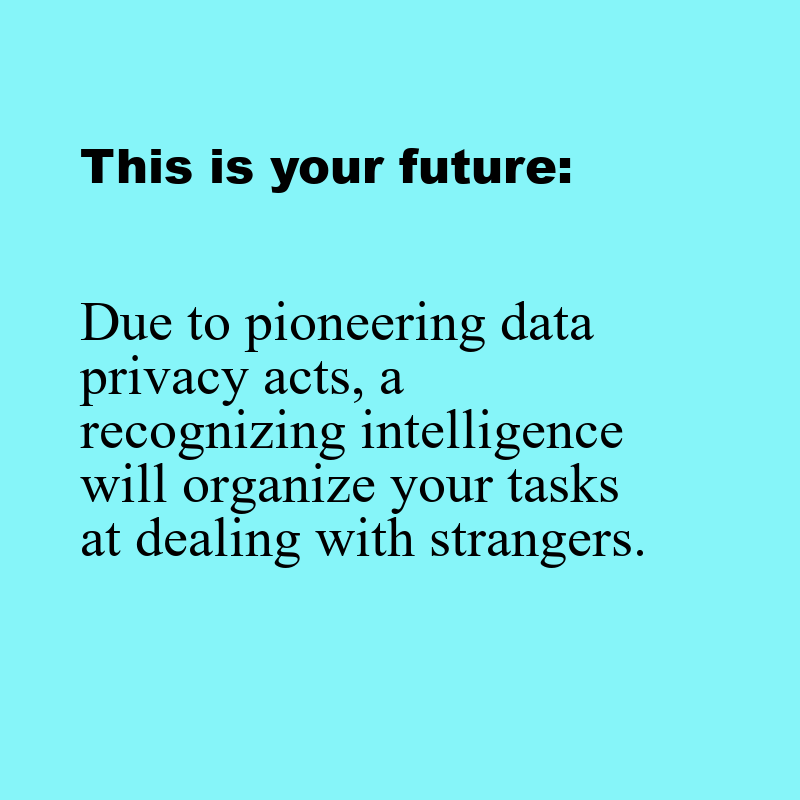 This is your future:
Due to pioneering data
privacy acts, a
recognizing intelligence
will organize your tasks
at dealing with strangers.